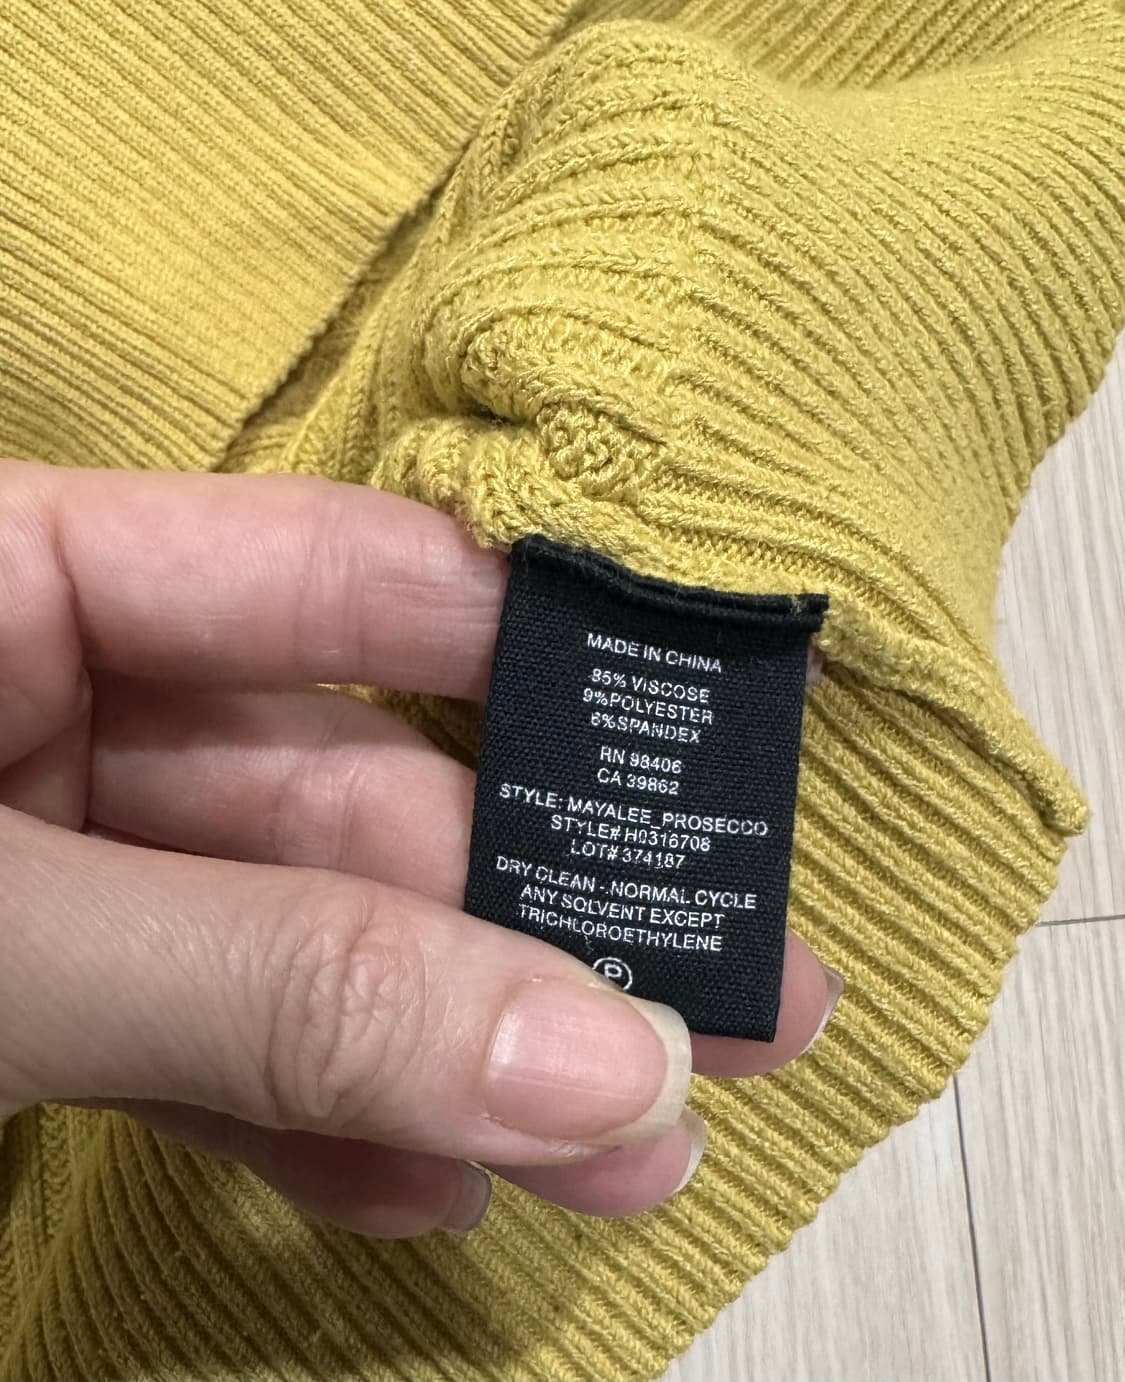 MADE IN CHINA
85% VISCOSE
9%POLYESTER
6%SPANDEX
RN 98406
CA 39862
STYLE: MAYALEE_PROSECCO
STYLE# H0316708
LOT# 374187
DRY CLEAN - NORMAL CYCLE
ANY SOLVENT EXCEPT
TRICHLOROETHYLENE
P